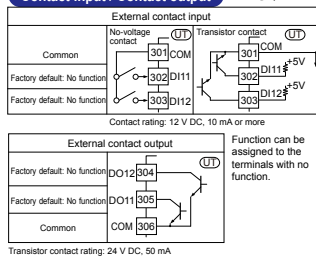 Contact Input / Contact Output
External contact input
No-voltage contact
UT
Transistor contact
UT
Common
301 COM
301 COM
+5V
Factory default: No function
302 DI11
302 DI11
+5V
Factory default: No function
303 DI12
303 DI12
Contact rating: 12 V DC, 10 mA or more
External contact output
UT
Factory default: No function
DO12 304
Factory default: No function
DO11 305
Common
COM 306
Function can be
assigned to the
terminals with no
function.
Transistor contact rating: 24 V DC, 50 mA